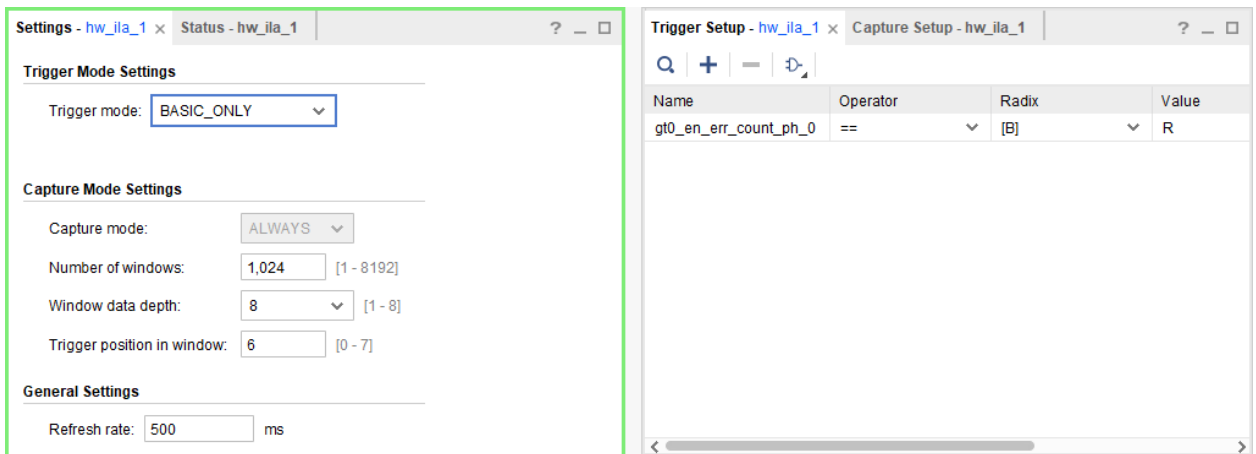 Settings - hw_ila_1 × Status - hw_ila_1 ? _ □
Trigger Mode Settings
Trigger mode: BASIC_ONLY
Capture Mode Settings
Capture mode: ALWAYS
Number of windows: 1,024 [1 - 8192]
Window data depth: 8 [1 - 8]
Trigger position in window: 6 [0 - 7]
General Settings
Refresh rate: 500 ms
Trigger Setup - hw_ila_1 × Capture Setup - hw_ila_1 ? _ □
Name Operator Radix Value
gt0_en_err_count_ph_0 == [B] R